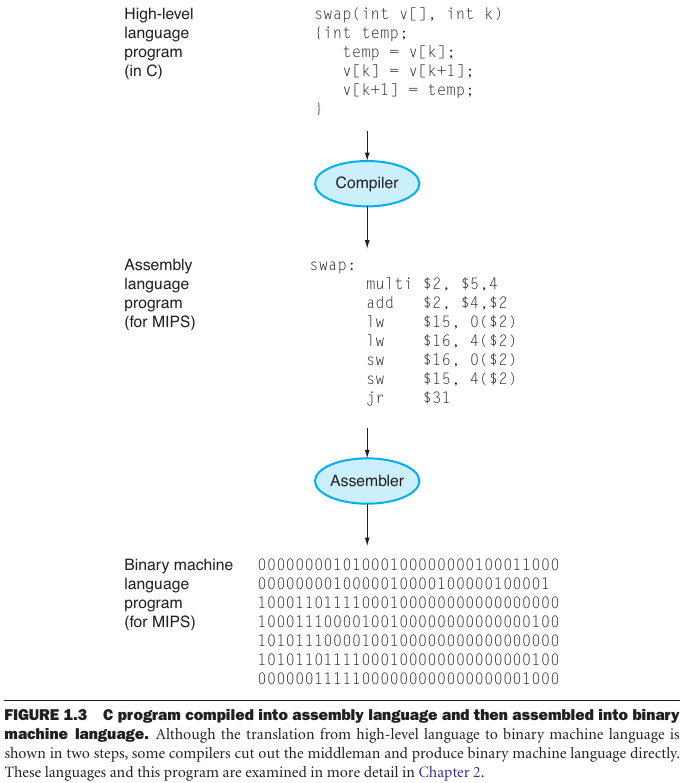 High-level swap(int v[], int k)
language {int temp;
program temp = v[k];
(in C) v[k] = v[k+1];
v[k+1] = temp;
}
Compiler
Assembly swap:
language multi $2, $5,4
program add $2, $4,$2
(for MIPS) lw $15, 0($2)
lw $16, 4($2)
sw $16, 0($2)
sw $15, 4($2)
jr $31
Assembler
Binary machine 00000000101000100000000100011000
language 0000000010000010000100000100001
program 10001101111000100000000000000000
(for MIPS) 10001110000100100000000000000100
10101110000100100000000000000000
10101101111000100000000000000100
00000011111000000000000000001000
FIGURE 1.3 C program compiled into assembly language and then assembled into binary
machine language. Although the translation from high-level language to binary machine language is
shown in two steps, some compilers cut out the middleman and produce binary machine language directly.
These languages and this program are examined in more detail in Chapter 2.